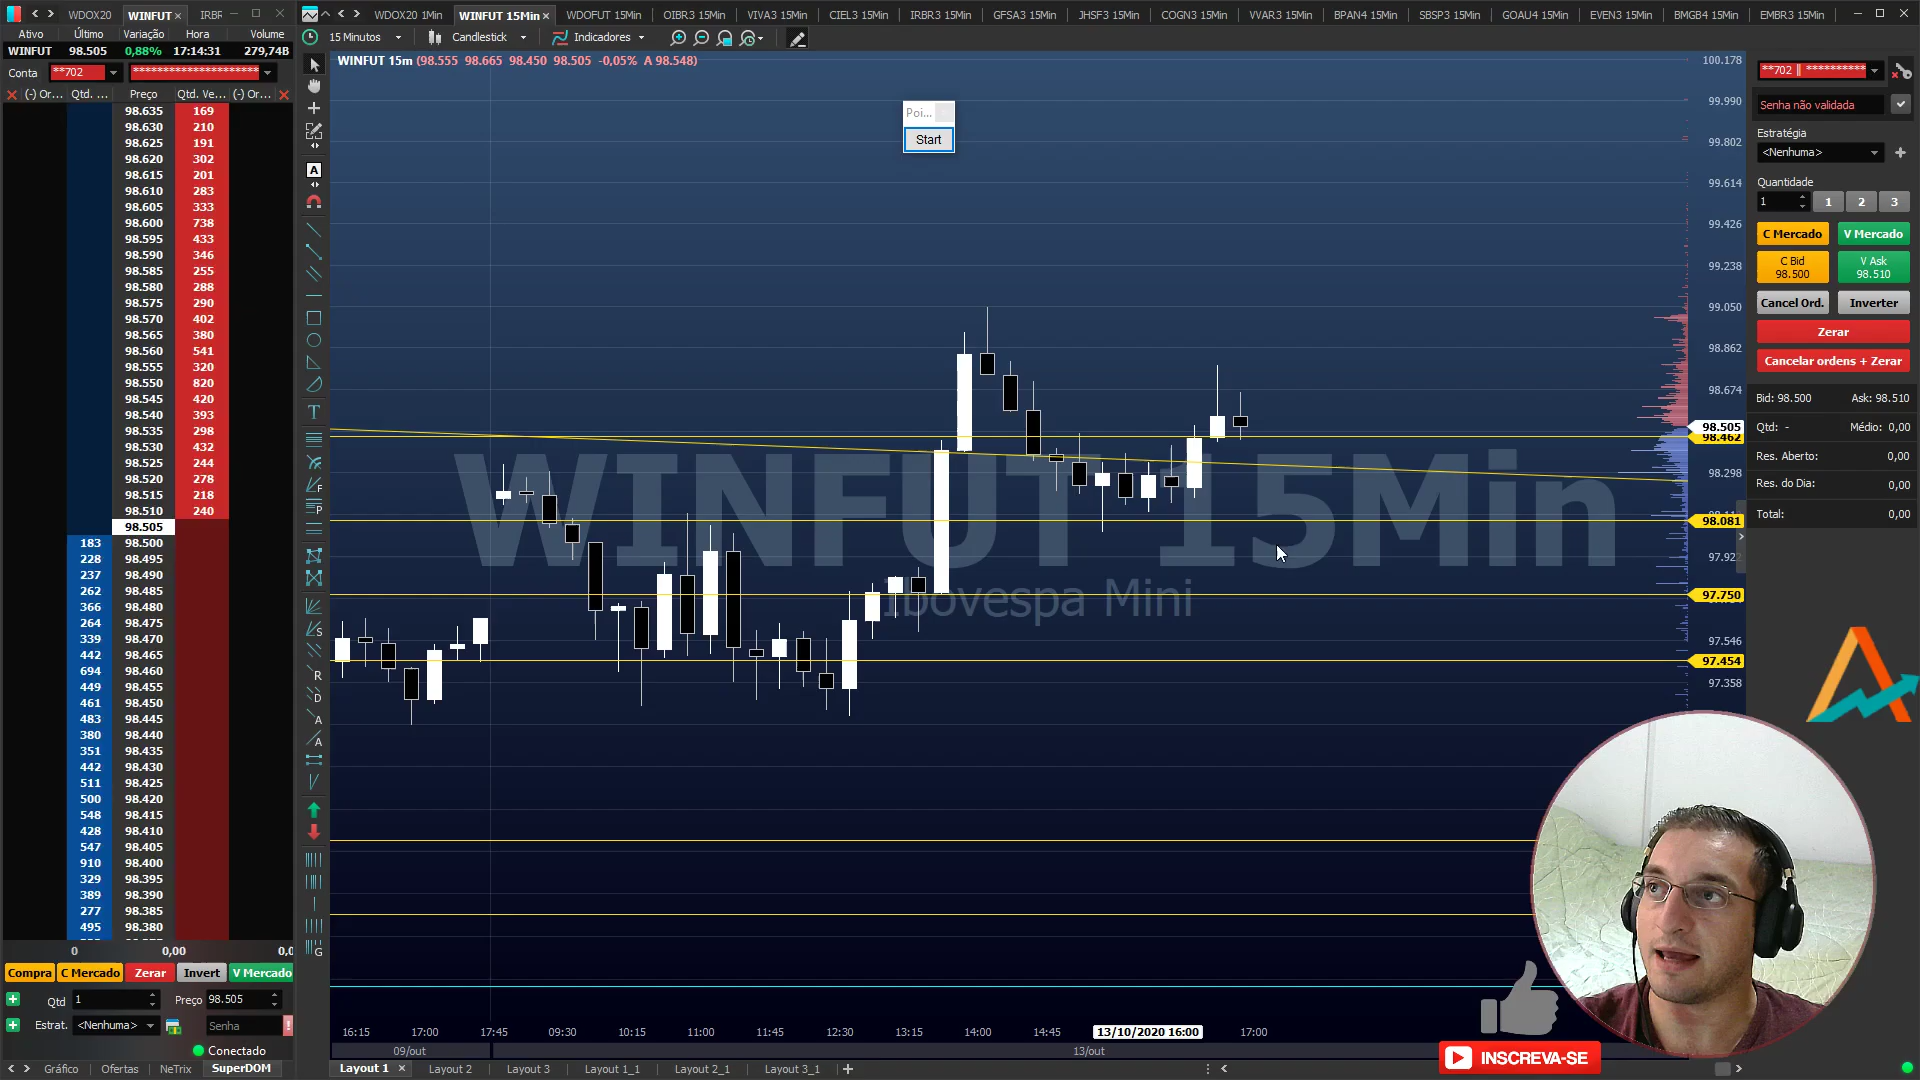 WDOX20 WINFUT IRBR
Ativo Último Variação Hora Volume
WINFUT 98.505 0,88% 17:14:31 279,74B
Conta **702 **********************
(-) Or... Qtd. ... Preço Qtd. Ve... (-) Or...
98.635 169
98.630 210
98.625 191
98.620 302
98.615 201
98.610 283
98.605 333
98.600 738
98.595 433
98.590 346
98.585 255
98.580 288
98.575 290
98.570 402
98.565 380
98.560 541
98.555 320
98.550 820
98.545 420
98.540 393
98.535 298
98.530 432
98.525 244
98.520 278
98.515 218
98.510 240
98.505
183 98.500
228 98.495
237 98.490
262 98.485
366 98.480
264 98.475
339 98.470
442 98.465
694 98.460
449 98.455
461 98.450
483 98.445
380 98.440
351 98.435
442 98.430
511 98.425
500 98.420
548 98.415
428 98.410
547 98.405
910 98.400
329 98.395
389 98.390
277 98.385
495 98.380
0 0,00 0,0
Compra C Mercado Zerar Invert V Mercado
Qtd 1 Preço 98.505
Estrat. <Nenhuma> Senha
Conectado
Gráfico Ofertas NeTrix SuperDOM
WDOX20 1Min WINFUT 15Min WDOFUT 15Min OIBR3 15Min VIVA3 15Min CIEL3 15Min IRBR3 15Min GFSA3 15Min JHSF3 15Min COGN3 15Min VVAR3 15Min BPAN4 15Min SBSP3 15Min GOAU4 15Min EVEN3 15Min BMGB4 15Min EMBR3 15Min
15 Minutos Candlestick Indicadores
WINFUT 15m (98.555 98.665 98.450 98.505 -0,05% A 98.548)
Poi...
Start
WINFUT 15Min
Ibovespa Mini
100.178
99.990
99.802
99.614
99.426
99.238
99.050
98.862
98.674
98.505
98.462
98.298
98.081
97.922
97.750
97.546
97.454
97.358
16:15 17:00 17:45 09:30 10:15 11:00 11:45 12:30 13:15 14:00 14:45 13/10/2020 16:00 17:00
09/out 13/out
Layout 1 Layout 2 Layout 3 Layout 1_1 Layout 2_1 Layout 3_1
**702 || **********
Senha não validada
Estratégia
<Nenhuma>
Quantidade
1 1 2 3
C Mercado V Mercado
C Bid V Ask
98.500 98.510
Cancel Ord. Inverter
Zerar
Cancelar ordens + Zerar
Bid: 98.500 Ask: 98.510
Qtd: - Médio: 0,00
Res. Aberto: 0,00
Res. do Dia: 0,00
Total: 0,00
INSCREVA-SE